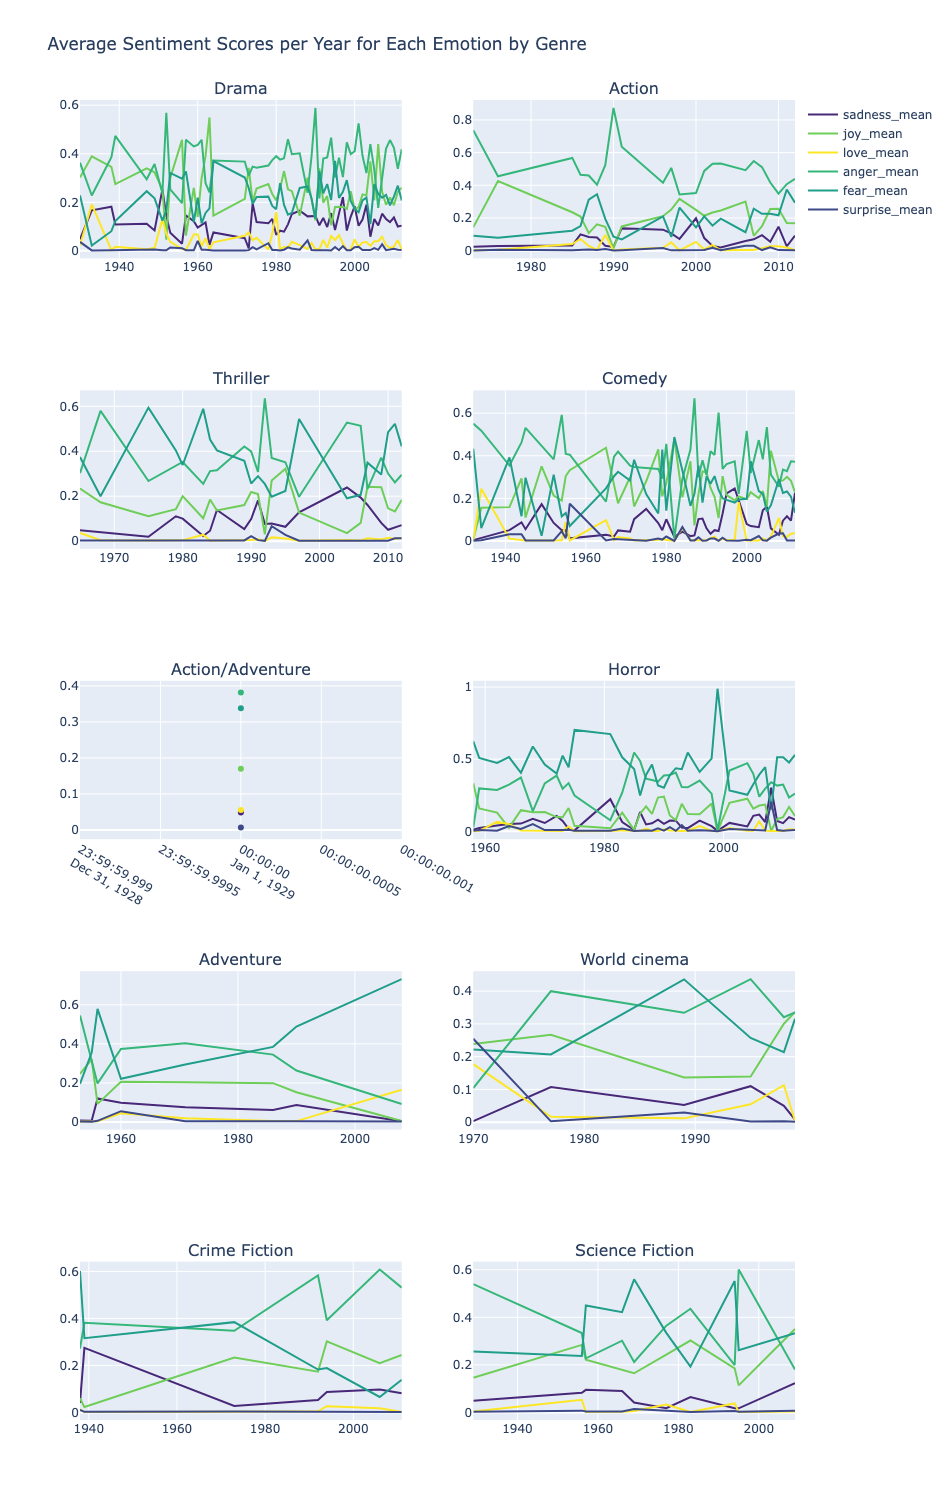 Average Sentiment Scores per Year for Each Emotion by Genre
Drama
0.6
0.4
0.2
0
1940 1960 1980 2000
Action
0.8
0.6
0.4
0.2
0
1980 1990 2000 2010
sadness_mean
joy_mean
love_mean
anger_mean
fear_mean
surprise_mean
Thriller
0.6
0.4
0.2
0
1970 1980 1990 2000 2010
Comedy
0.6
0.4
0.2
0
1940 1960 1980 2000
Action/Adventure
0.4
0.3
0.2
0.1
0
23:59:59.999
Dec 31, 1928
23:59:59.9995
00:00:00
Jan 1, 1929
00:00:00.0005
00:00:00.001
Horror
1
0.5
0
1960 1980 2000
Adventure
0.6
0.4
0.2
0
1960 1980 2000
World cinema
0.4
0.3
0.2
0.1
0
1970 1980 1990
Crime Fiction
0.6
0.4
0.2
0
1940 1960 1980 2000
Science Fiction
0.6
0.4
0.2
0
1940 1960 1980 2000